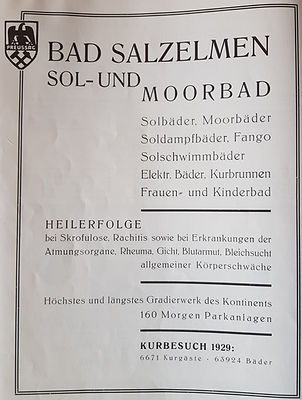 PREUSSAG
BAD SALZELMEN
SOL- UND
MOORBAD
Solbäder, Moorbäder
Soldampfbäder, Fango
Solschwimmbäder
Elektr. Bäder, Kurbrunnen
Frauen- und Kinderbad
HEILERFOLGE
bei Skrofulose, Rachitis sowie bei Erkrankungen der
Atmungsorgane, Rheuma, Gicht, Blutarmut, Bleichsucht
allgemeiner Körperschwäche
Höchstes und längstes Gradierwerk des Kontinents
160 Morgen Parkanlagen
KURBESUCH 1929:
6671 Kurgäste - 63924 Bäder